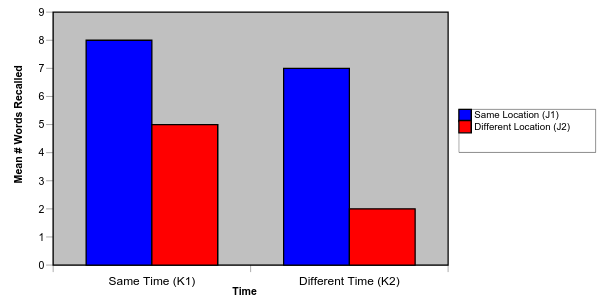 9
8
7
6
5
4
3
2
1
0
Mean # Words Recalled
Same Time (K1)
Different Time (K2)
Time
Same Location (J1)
Different Location (J2)